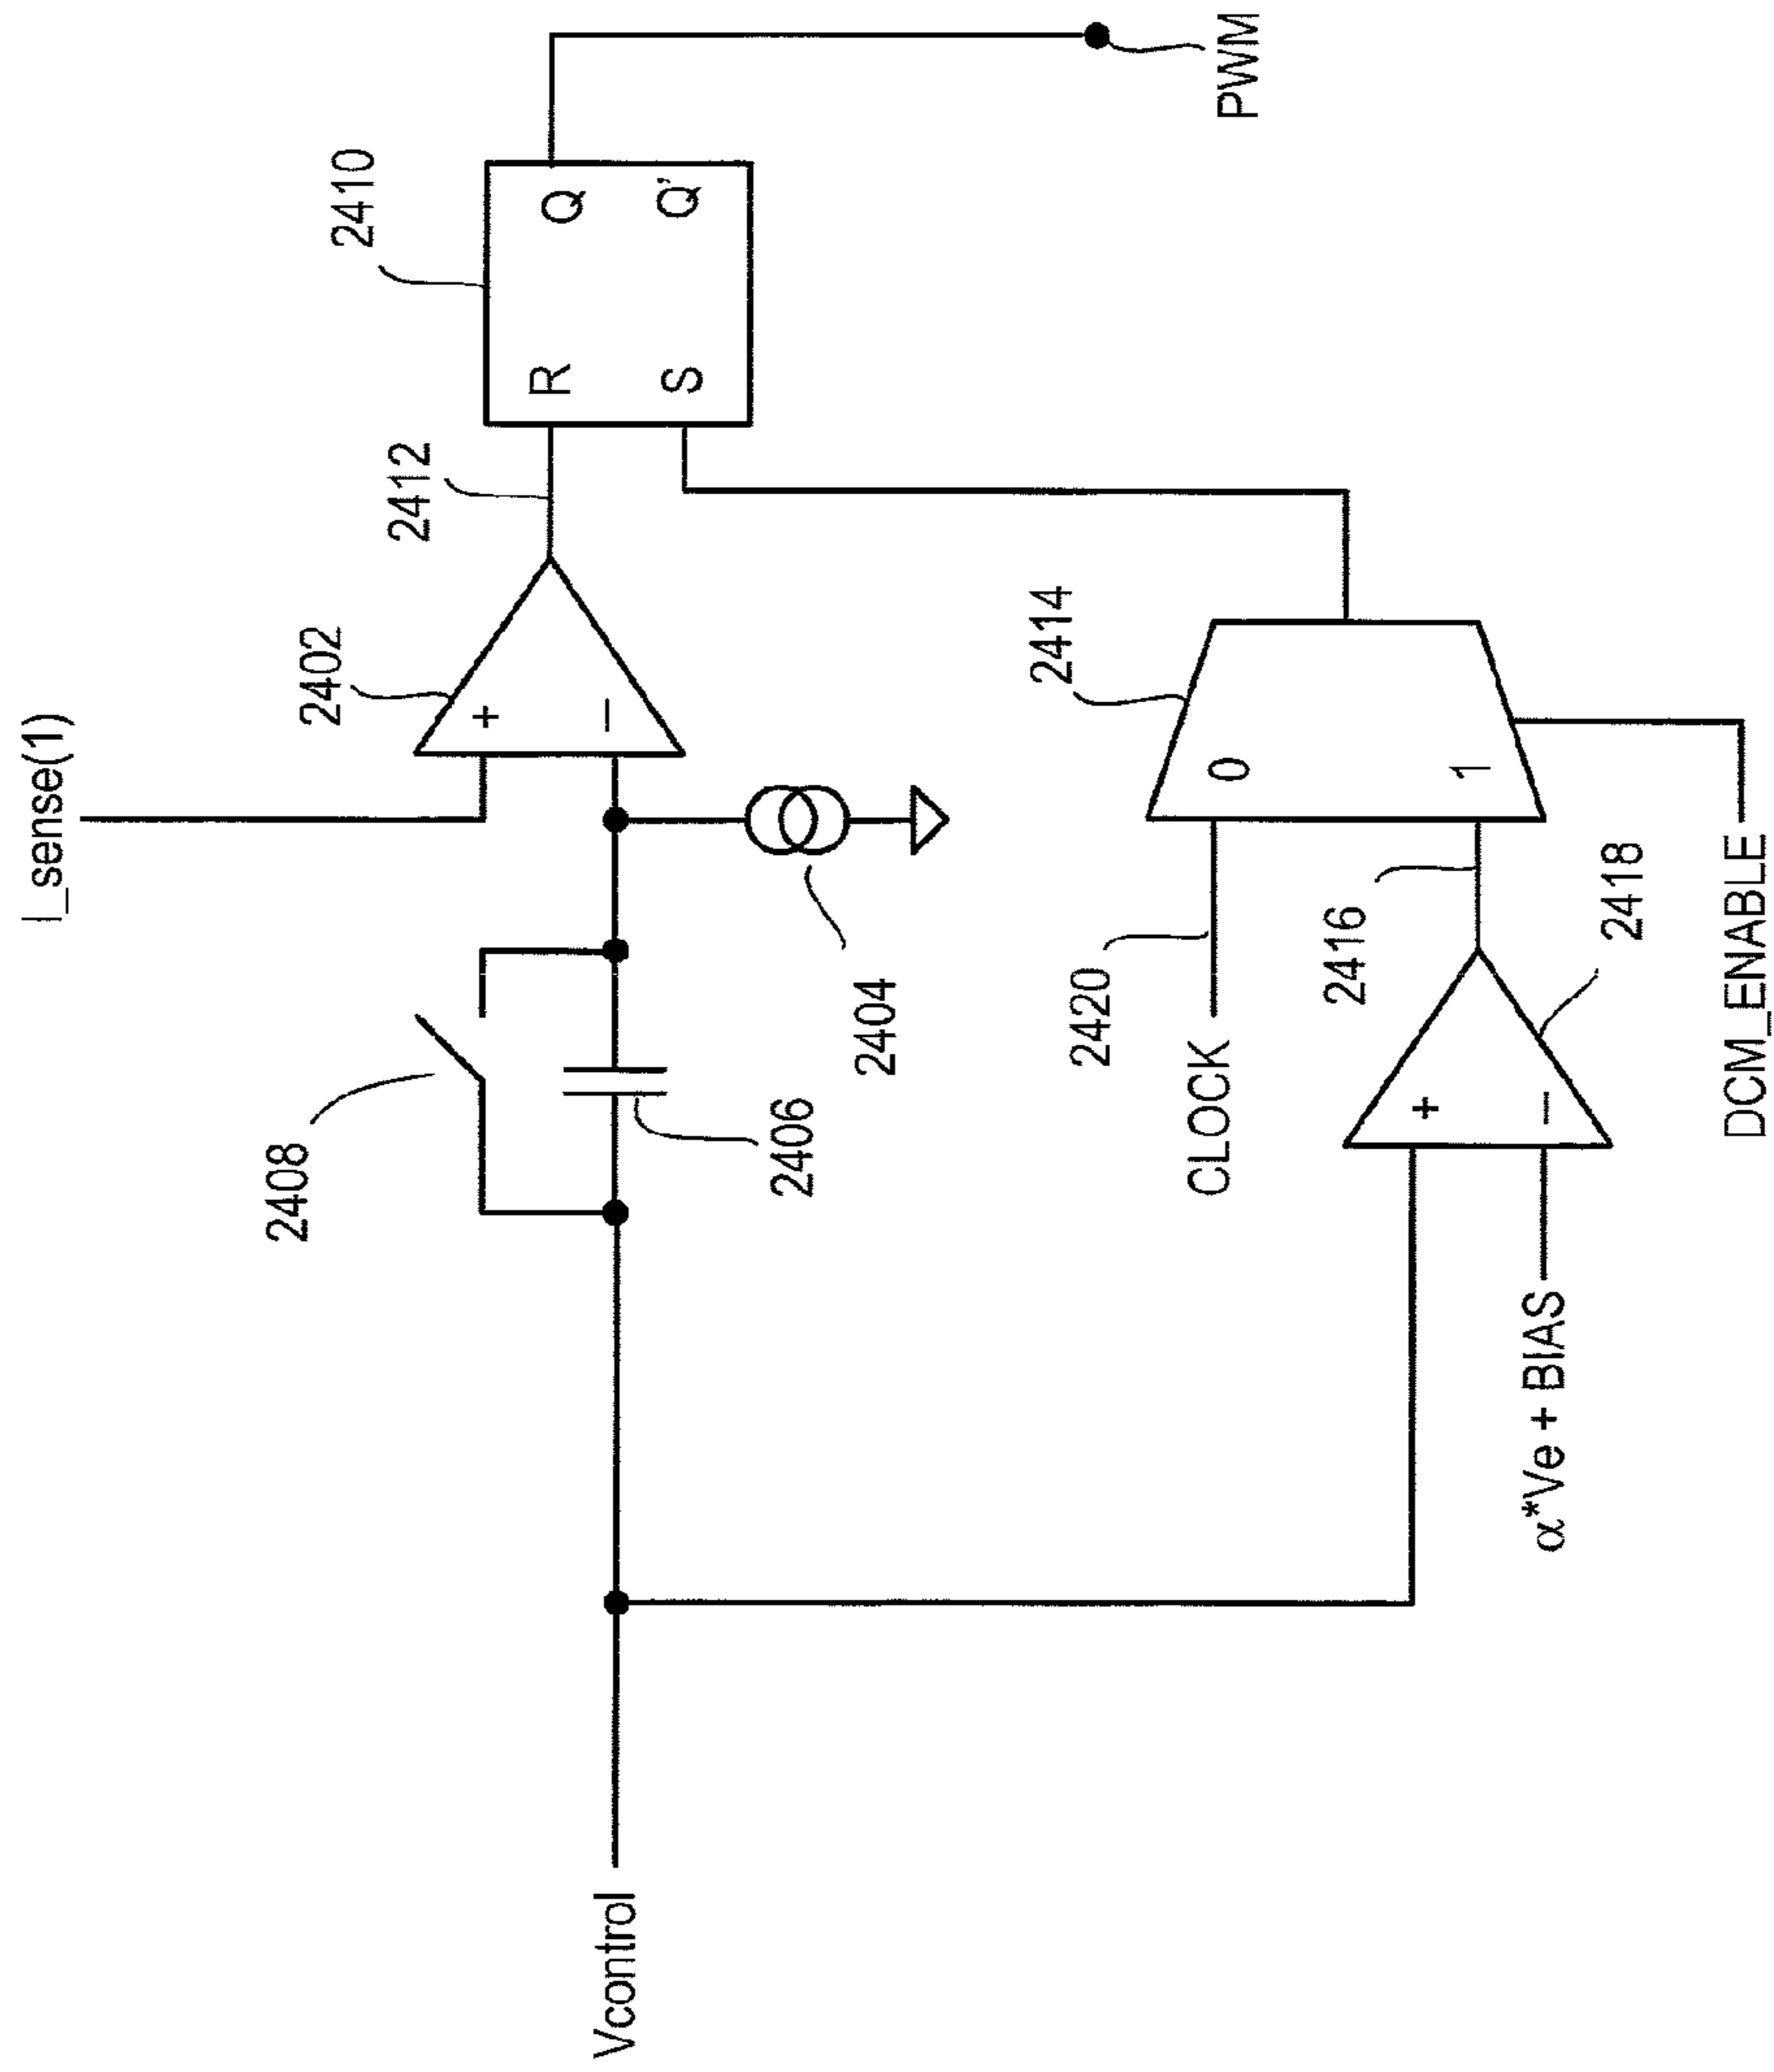 I_sense(1)
2402
2412
2410
+
−
R
S
Q
Q'
PWM
2408
2406
2404
Vcontrol
2414
0
1
CLOCK
2420
2416
2418
+
−
α*Ve + BIAS
DCM_ENABLE